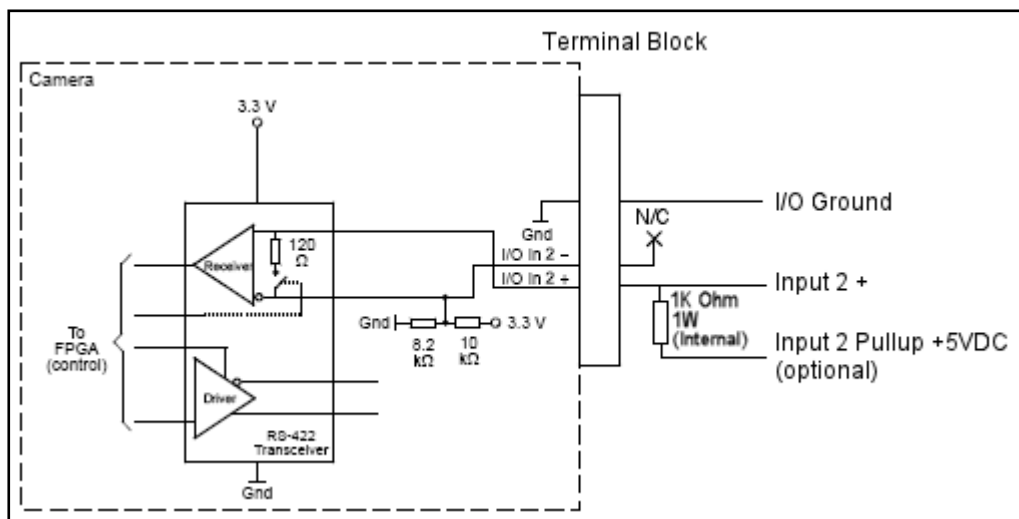 Terminal Block
Camera
3.3 V
I/O Ground
N/C
Gnd
120
Ω
Receiver
I/O In 2 –
I/O In 2 +
Input 2 +
1K Ohm
1W
(Internal)
To
FPGA
(control)
Gnd
3.3 V
8.2
kΩ
10
kΩ
Input 2 Pullup +5VDC
(optional)
Driver
RS-422
Transceiver
Gnd